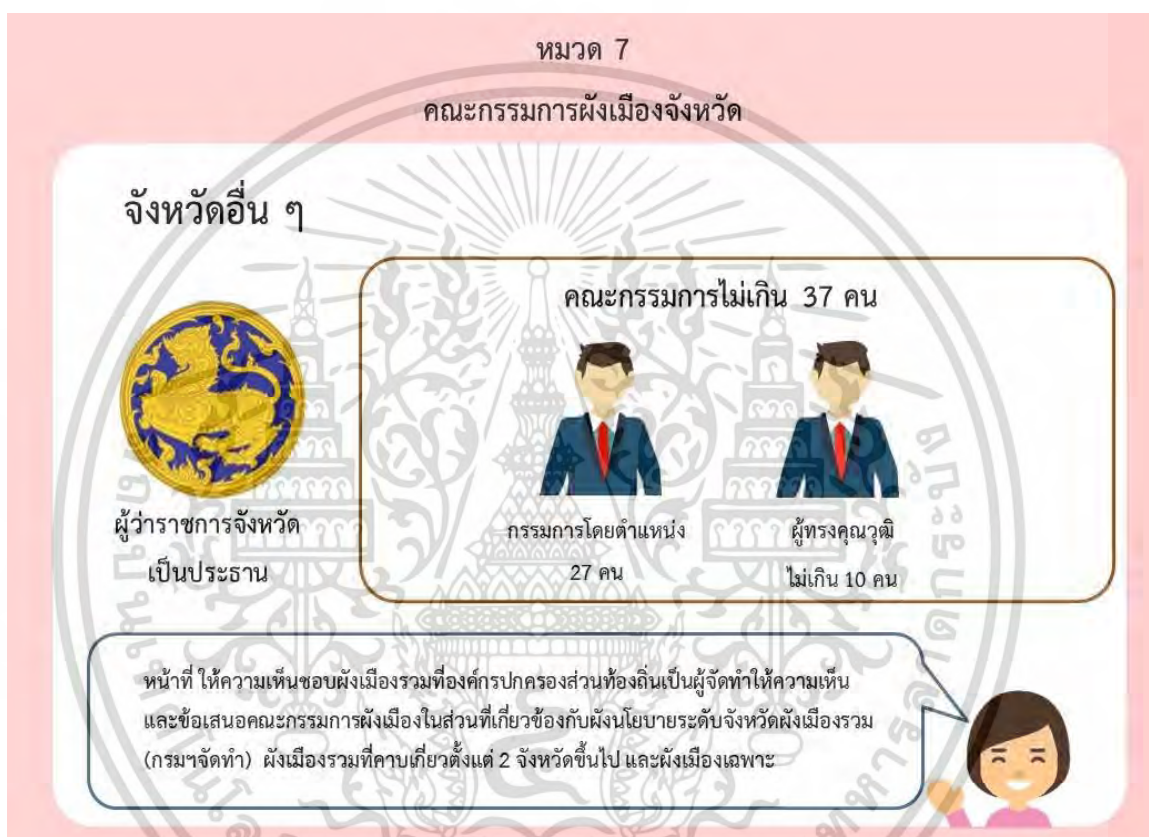 หมวด 7
คณะกรรมการผังเมืองจังหวัด
จังหวัดอื่น ๆ
คณะกรรมการไม่เกิน 37 คน
ผู้ว่าราชการจังหวัด
เป็นประธาน
กรรมการโดยตำแหน่ง
27 คน
ผู้ทรงคุณวุฒิ
ไม่เกิน 10 คน
หน้าที่ ให้ความเห็นชอบผังเมืองรวมที่องค์กรปกครองส่วนท้องถิ่นเป็นผู้จัดทำให้ความเห็น
และข้อเสนอคณะกรรมการผังเมืองในส่วนที่เกี่ยวข้องกับผังนโยบายระดับจังหวัดผังเมืองรวม
(กรมฯจัดทำ) ผังเมืองรวมที่คาบเกี่ยวตั้งแต่ 2 จังหวัดขึ้นไป และผังเมืองเฉพาะ